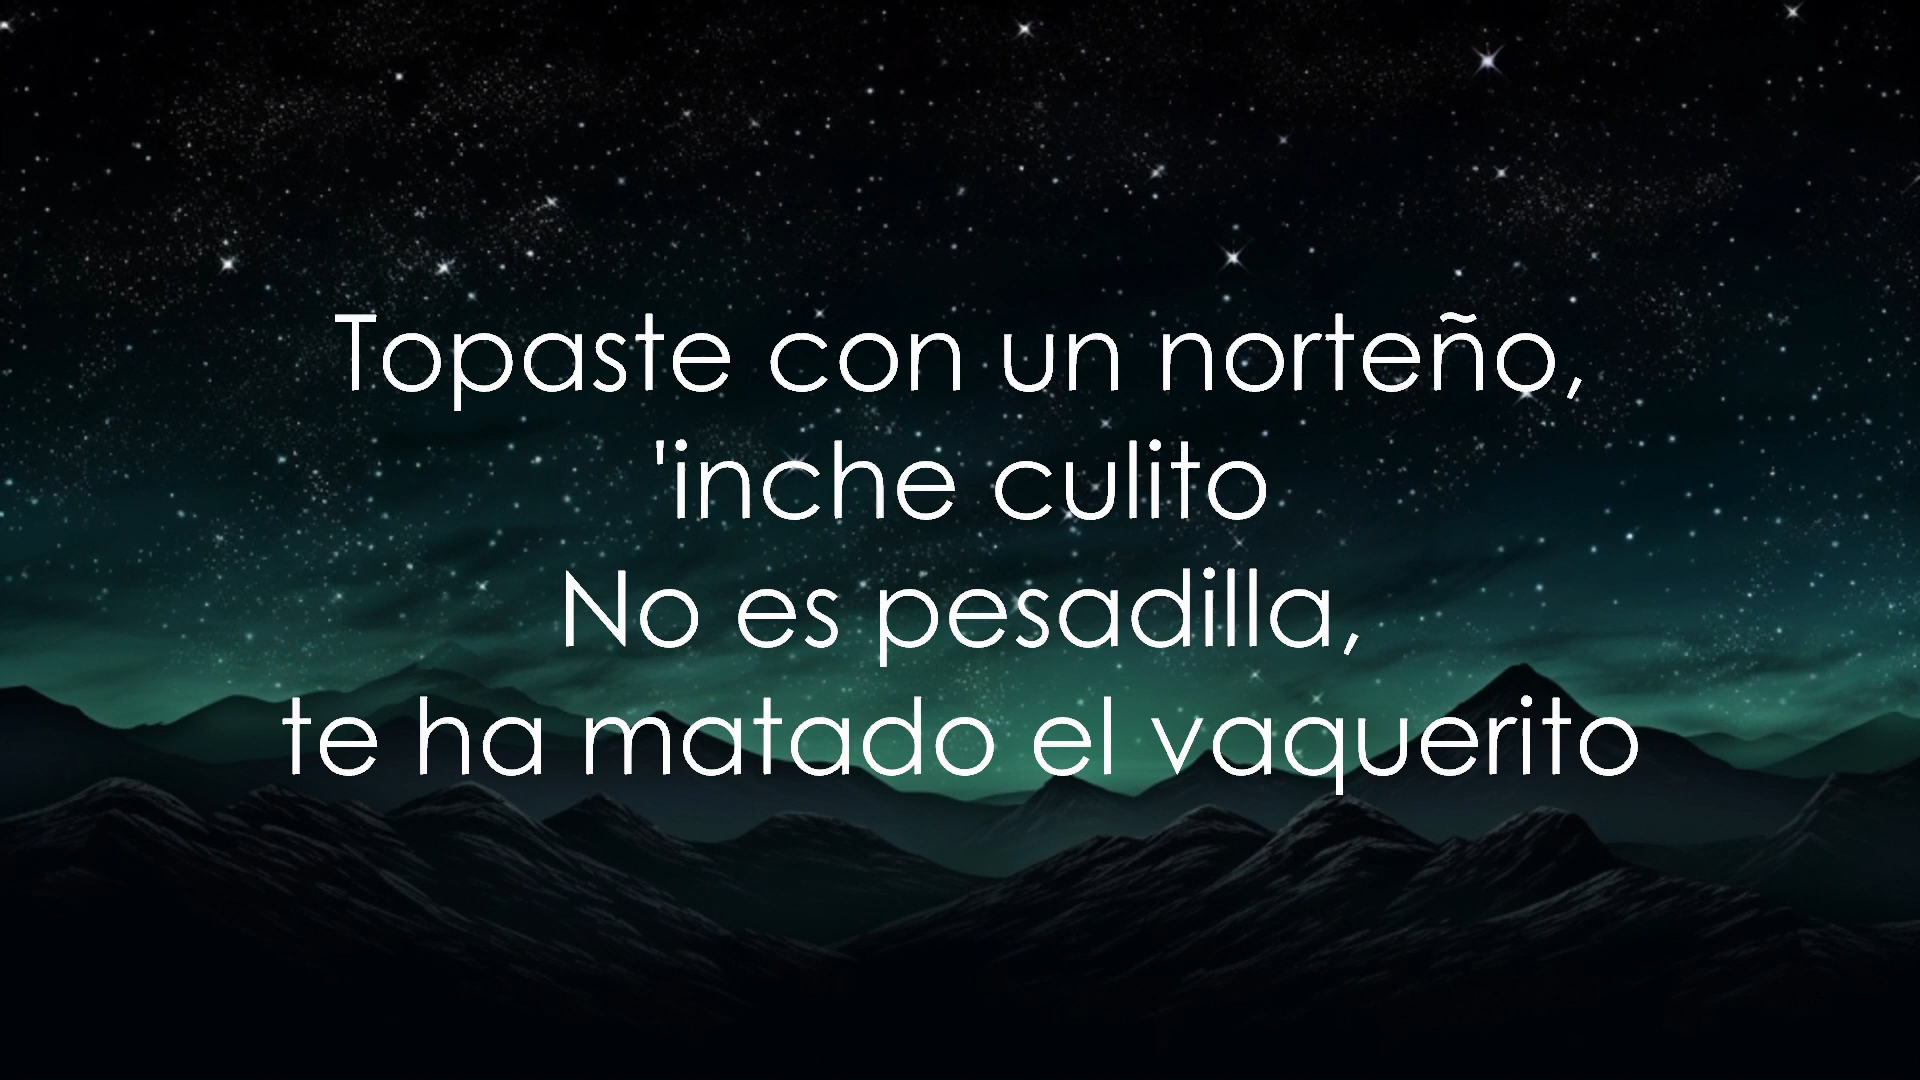 Topaste con un norteño,
'inche culito
No es pesadilla,
te ha matado el vaquerito